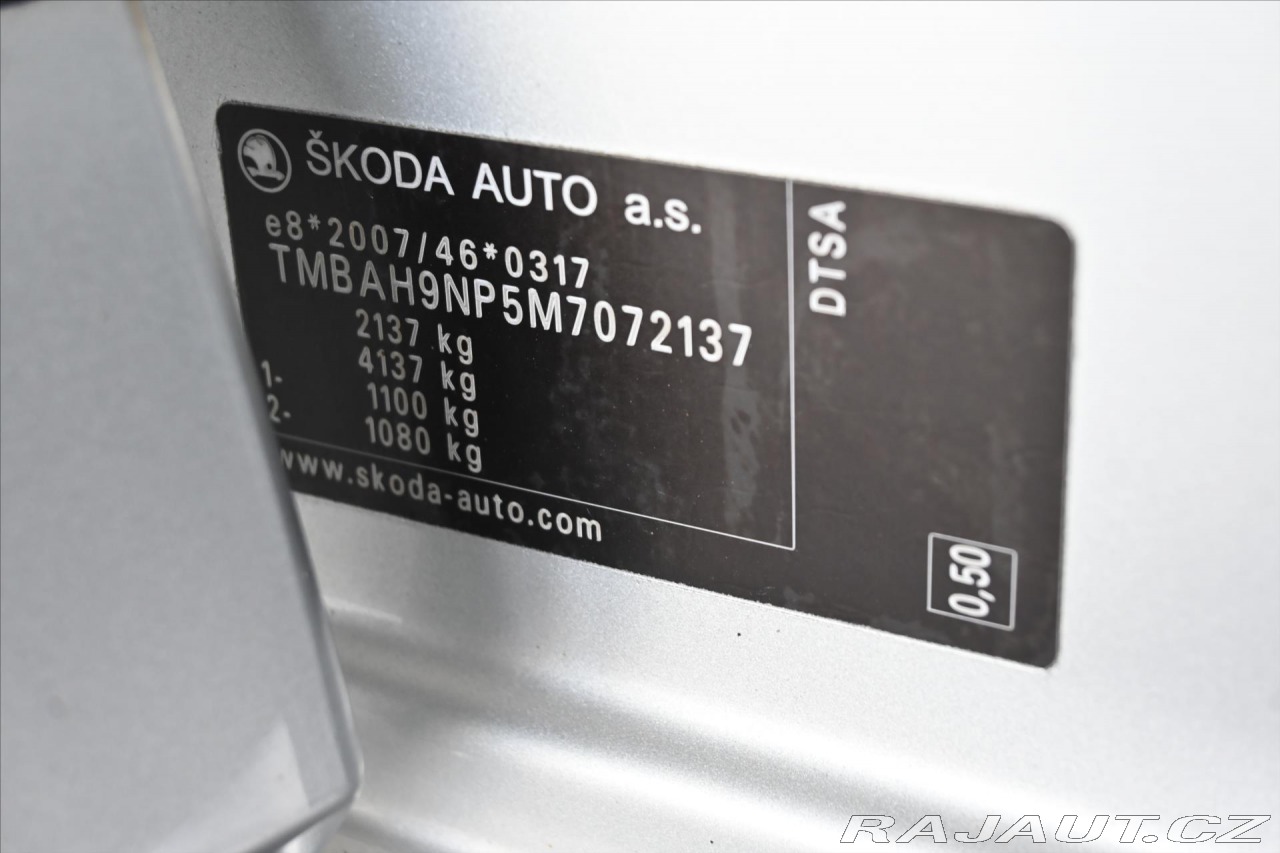 ŠKODA AUTO a.s.
e8*2007/46*0317
TMBAH9NP5M7072137
2137 kg
4137 kg
1- 1100 kg
2- 1080 kg
www.skoda-auto.com
DTSA
0,50
RAJAUT.CZ